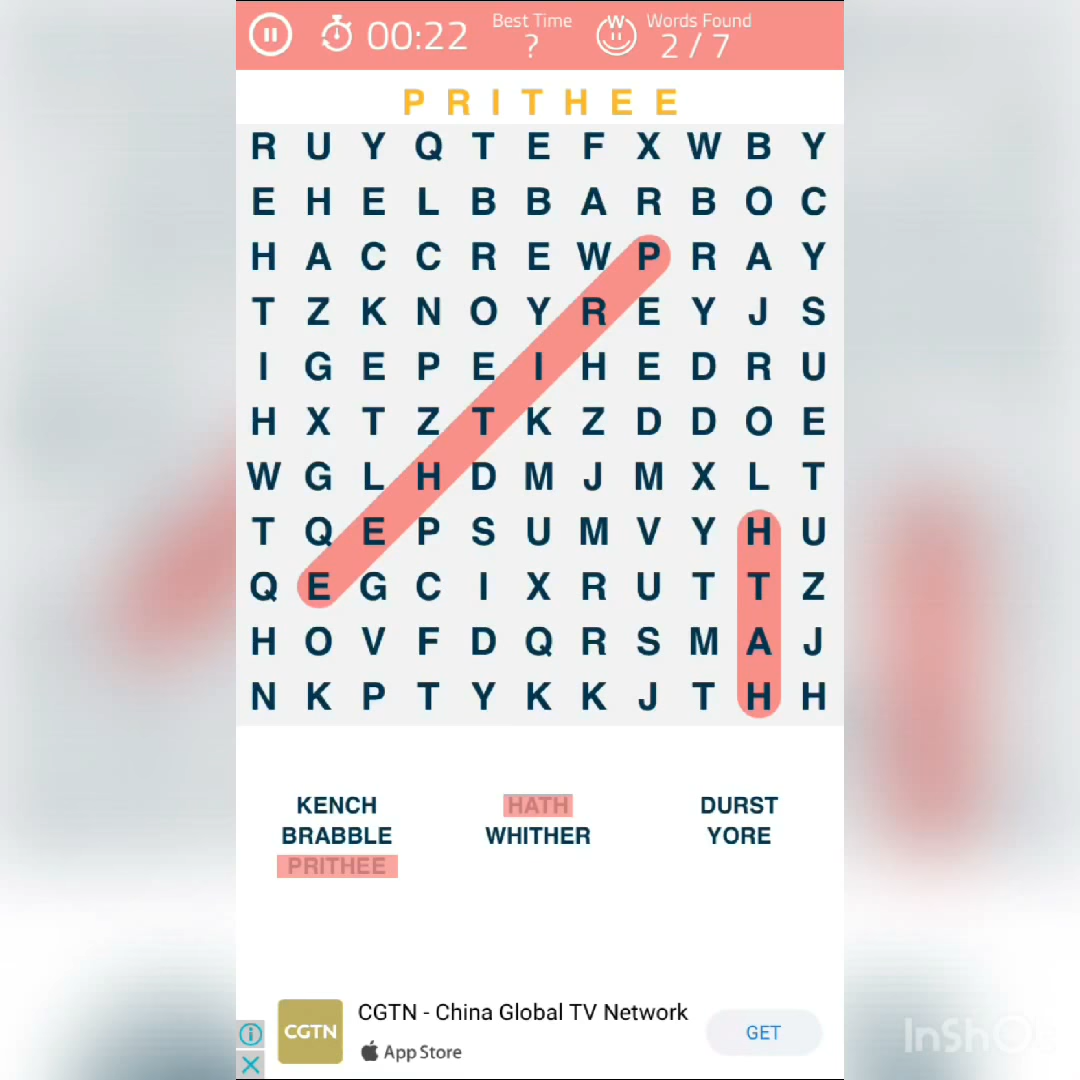 00:22 Best Time ? Words Found 2 / 7
PRITHEE
R U Y Q T E F X W B Y
E H E L B B A R B O C
H A C C R E W P R A Y
T Z K N O Y R E Y J S
I G E P E I H E D R U
H X T Z T K Z D D O E
W G L H D M J M X L T
T Q E P S U M V Y H U
Q E G C I X R U T T Z
H O V F D Q R S M A J
N K P T Y K K J T H H
KENCH HATH DURST
BRABBLE WHITHER YORE
PRITHEE
CGTN
CGTN - China Global TV Network
App Store
GET
InShOt